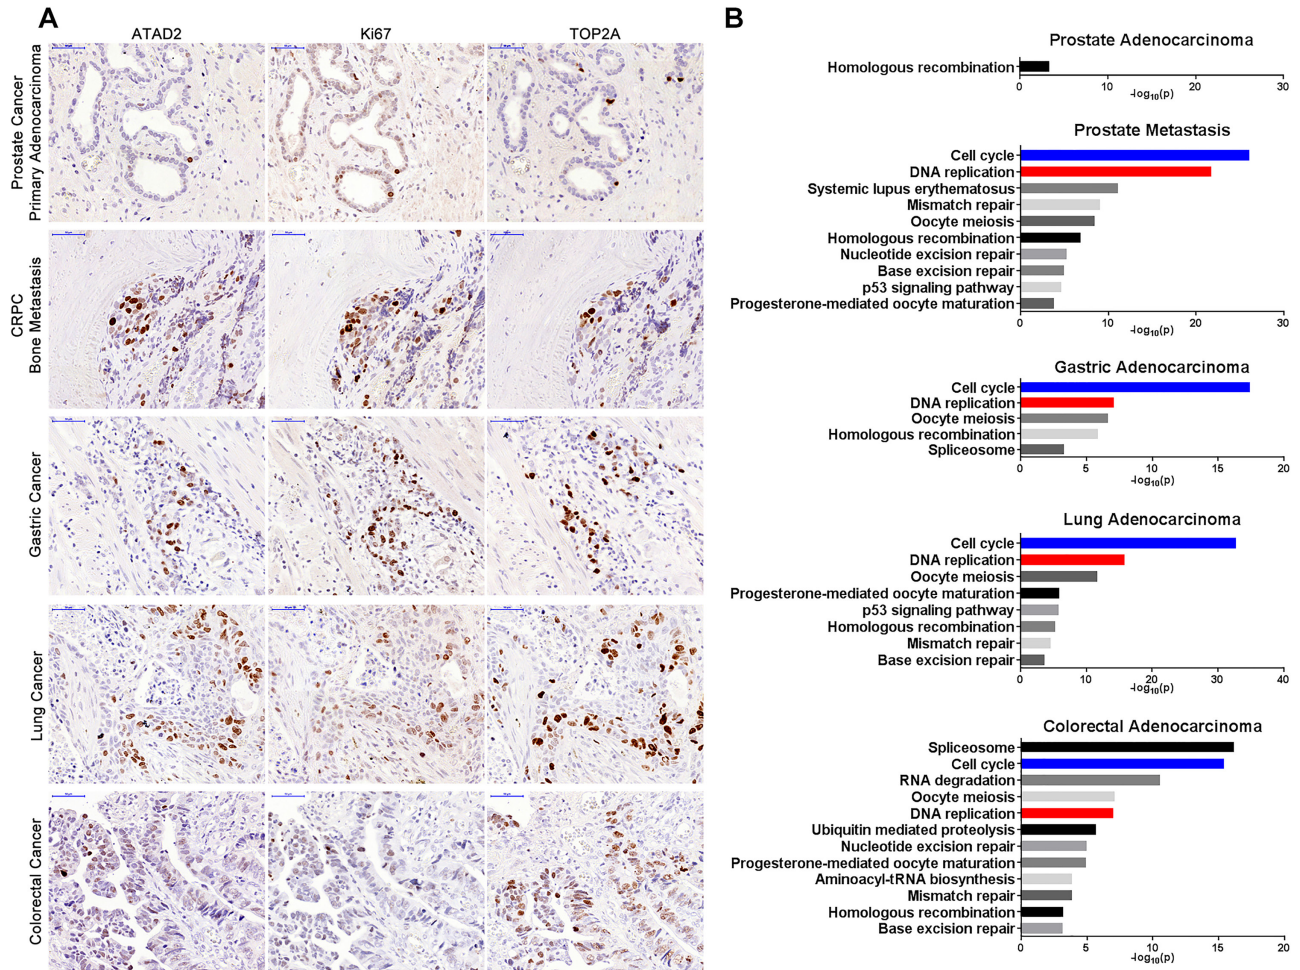 A
ATAD2
Ki67
TOP2A
Prostate Cancer
Primary Adenocarcinoma
CRPC
Bone Metastasis
Gastric Cancer
Lung Cancer
Colorectal Cancer
B
Prostate Adenocarcinoma
Homologous recombination
0 10 20 30
-log10(p)
Prostate Metastasis
Cell cycle
DNA replication
Systemic lupus erythematosus
Mismatch repair
Oocyte meiosis
Homologous recombination
Nucleotide excision repair
Base excision repair
p53 signaling pathway
Progesterone-mediated oocyte maturation
0 10 20 30
-log10(p)
Gastric Adenocarcinoma
Cell cycle
DNA replication
Oocyte meiosis
Homologous recombination
Spliceosome
0 5 10 15 20
-log10(p)
Lung Adenocarcinoma
Cell cycle
DNA replication
Oocyte meiosis
Progesterone-mediated oocyte maturation
p53 signaling pathway
Homologous recombination
Mismatch repair
Base excision repair
0 10 20 30 40
-log10(p)
Colorectal Adenocarcinoma
Spliceosome
Cell cycle
RNA degradation
Oocyte meiosis
DNA replication
Ubiquitin mediated proteolysis
Nucleotide excision repair
Progesterone-mediated oocyte maturation
Aminoacyl-tRNA biosynthesis
Mismatch repair
Homologous recombination
Base excision repair
0 5 10 15 20
-log10(p)